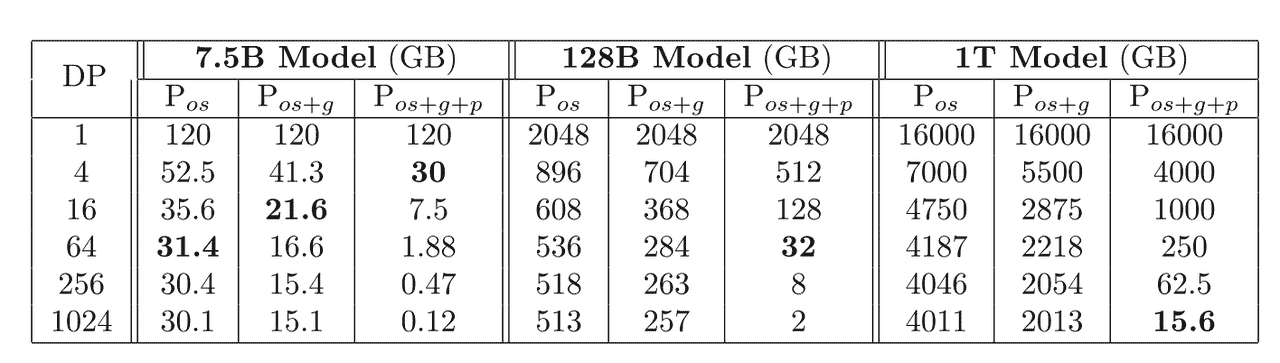 DP 7.5B Model (GB) 128B Model (GB) 1T Model (GB)
P_os P_os+g P_os+g+p P_os P_os+g P_os+g+p P_os P_os+g P_os+g+p
1 120 120 120 2048 2048 2048 16000 16000 16000
4 52.5 41.3 30 896 704 512 7000 5500 4000
16 35.6 21.6 7.5 608 368 128 4750 2875 1000
64 31.4 16.6 1.88 536 284 32 4187 2218 250
256 30.4 15.4 0.47 518 263 8 4046 2054 62.5
1024 30.1 15.1 0.12 513 257 2 4011 2013 15.6